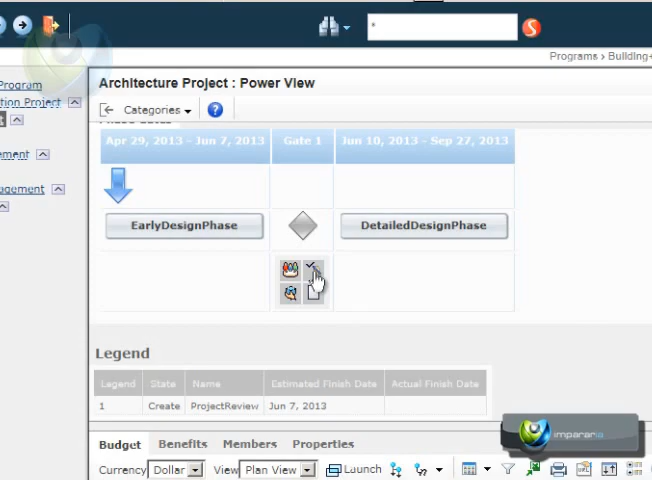 *
Programs › Building
Program
tion Project
Architecture Project : Power View
Categories
?
Apr 29, 2013 - Jun 7, 2013 Gate 1 Jun 10, 2013 - Sep 27, 2013
ement
agement
EarlyDesignPhase DetailedDesignPhase
Legend
Legend State Name Estimated Finish Date Actual Finish Date
1 Create ProjectReview Jun 7, 2013
impararia
Budget Benefits Members Properties
Currency Dollar View Plan View Launch